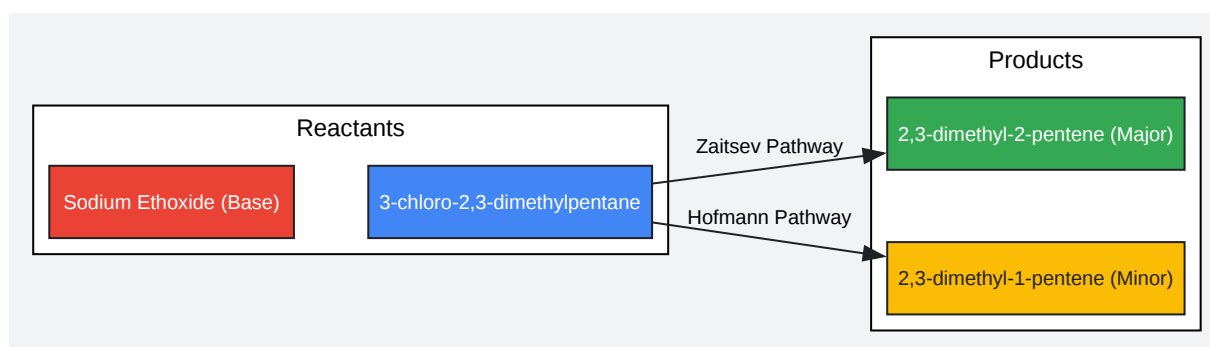 Reactants
Sodium Ethoxide (Base)
3-chloro-2,3-dimethylpentane
Zaitsev Pathway
Hofmann Pathway
Products
2,3-dimethyl-2-pentene (Major)
2,3-dimethyl-1-pentene (Minor)